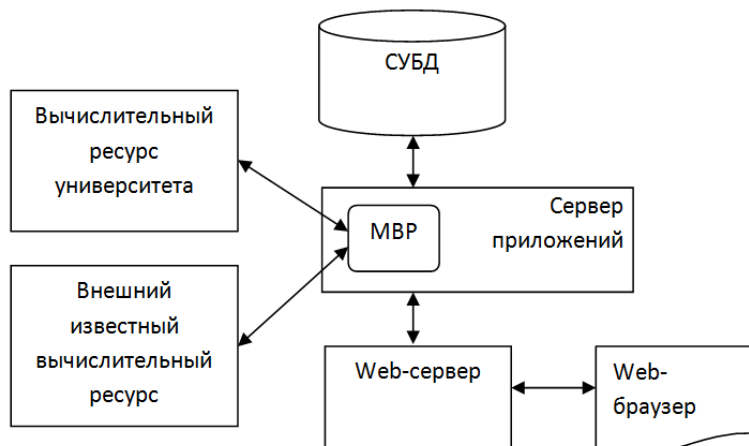 СУБД
Вычислительный
ресурс
университета
Сервер
приложений
МВР
Внешний
известный
вычислительный
ресурс
Web-сервер
Web-
браузер